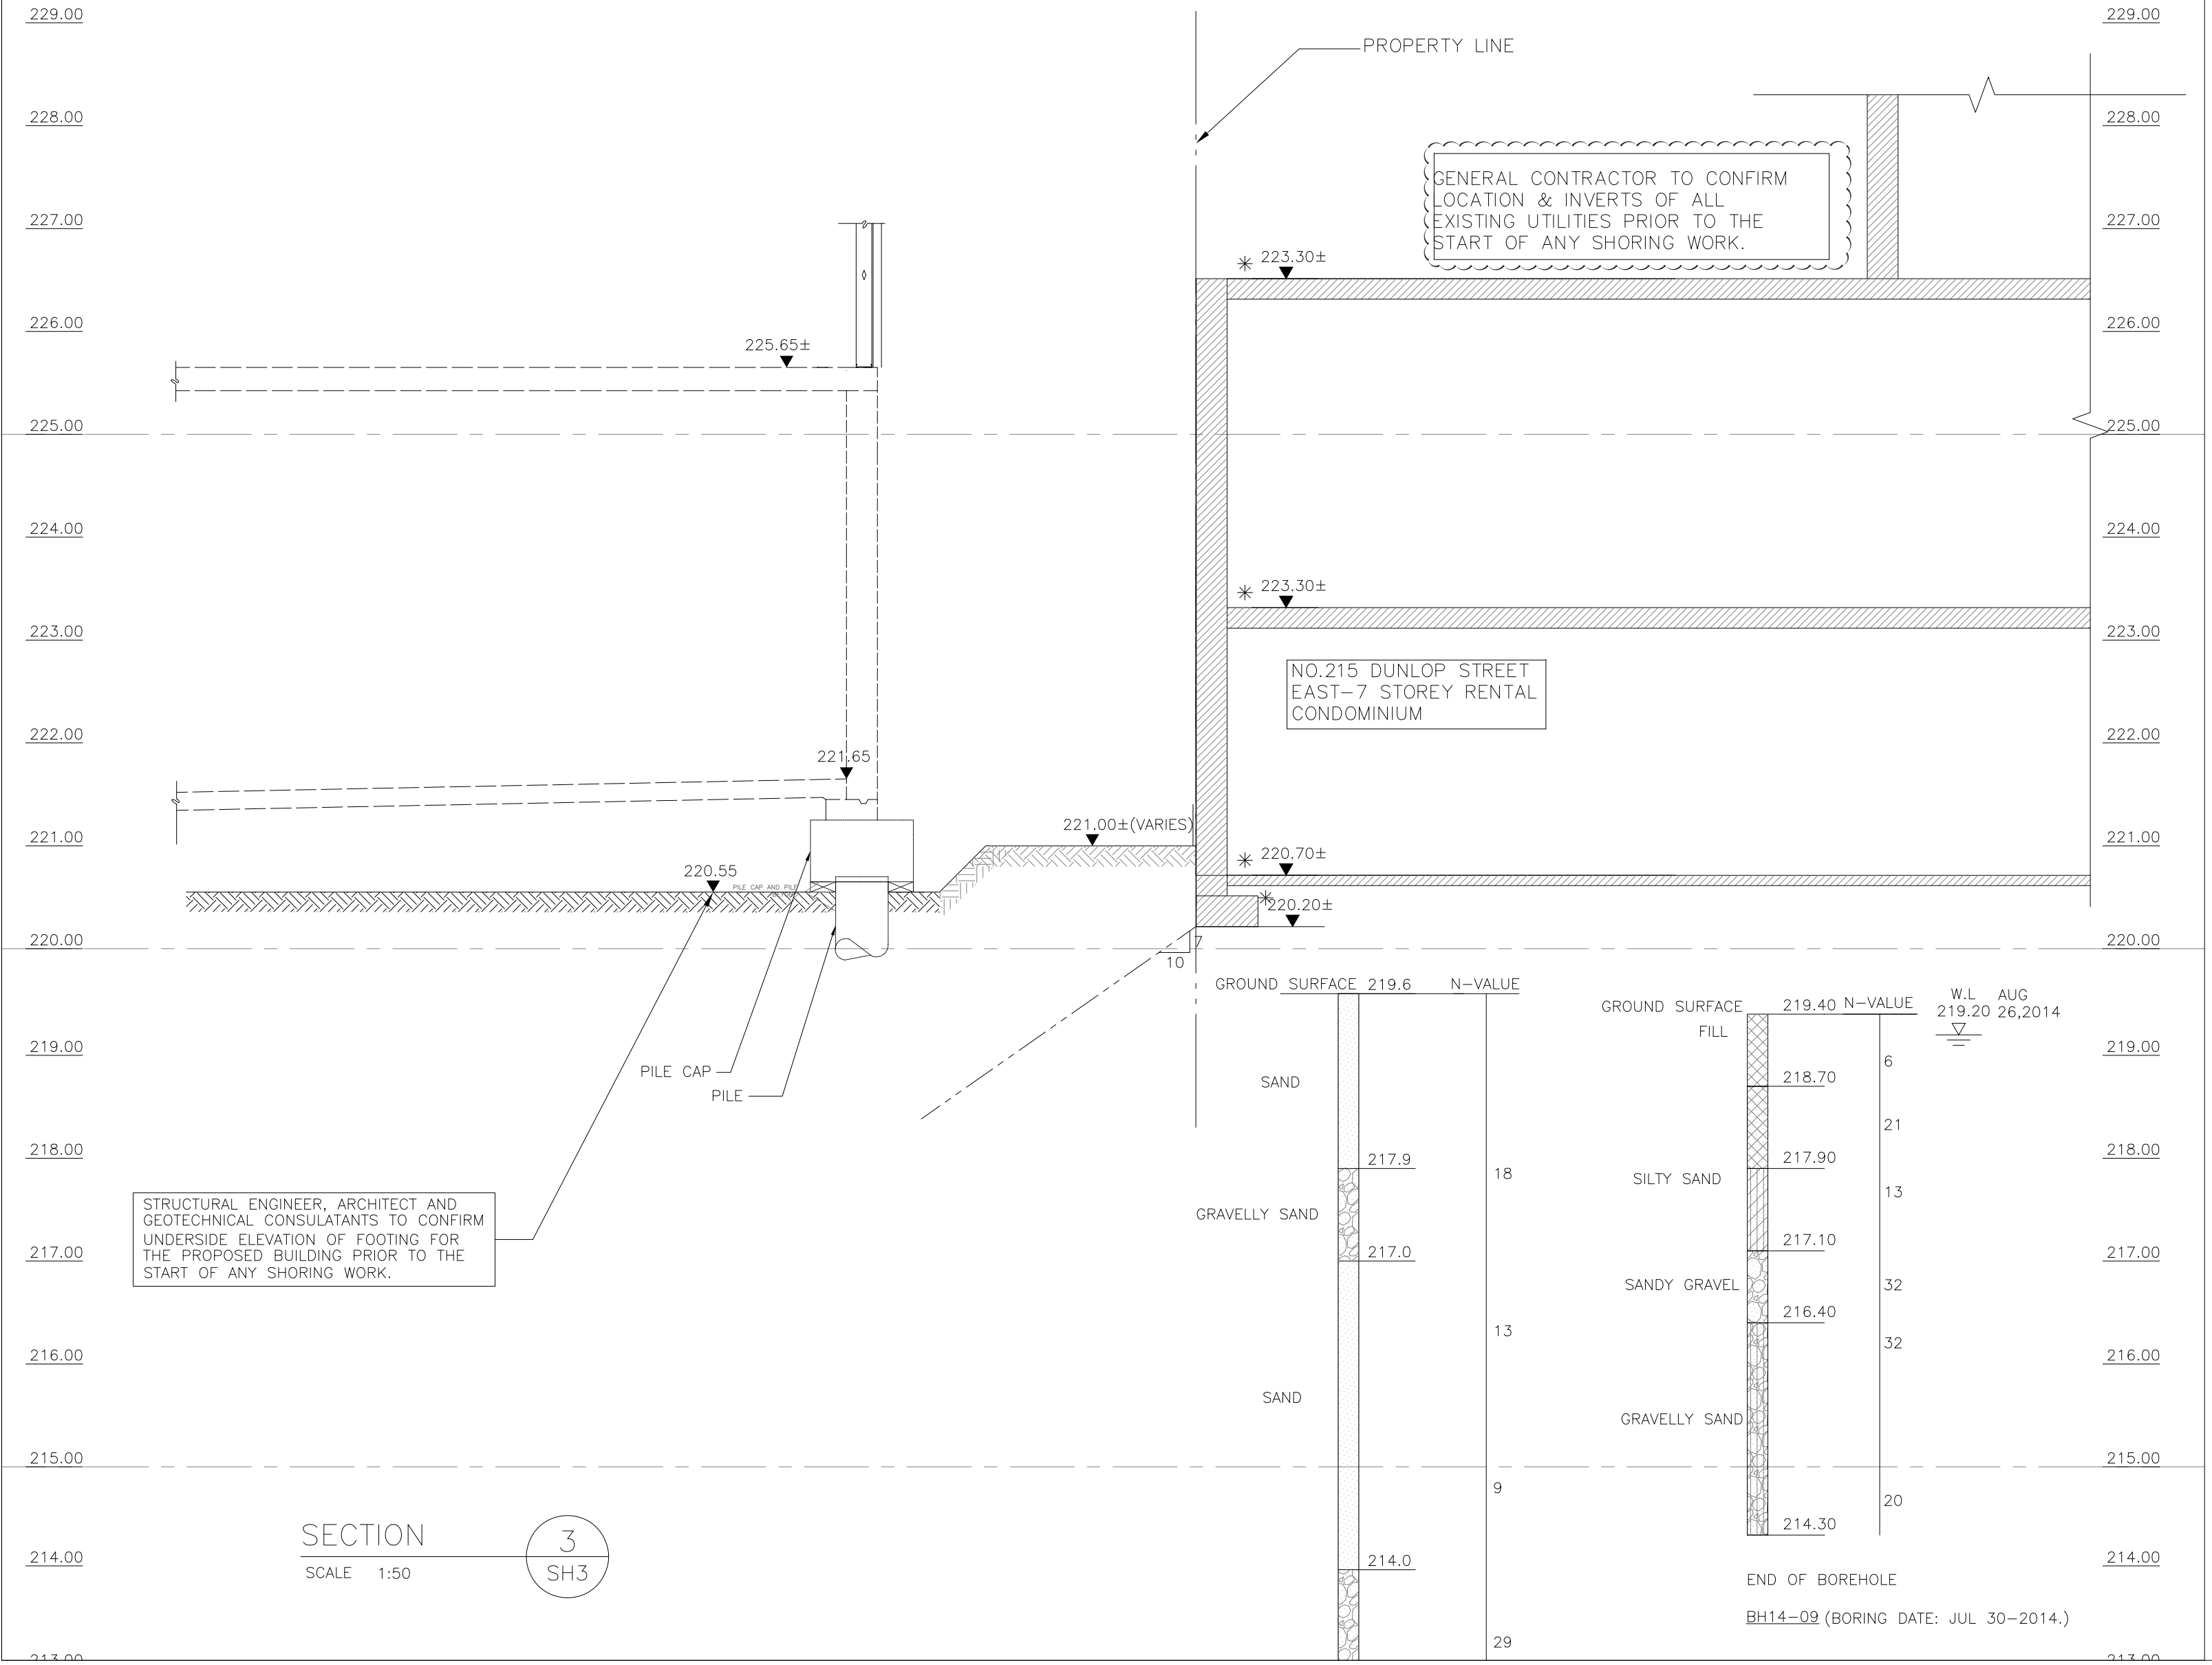 229.00
229.00
PROPERTY LINE
228.00
228.00
GENERAL CONTRACTOR TO CONFIRM
LOCATION & INVERTS OF ALL
EXISTING UTILITIES PRIOR TO THE
START OF ANY SHORING WORK.
227.00
227.00
* 223.30±
226.00
226.00
225.65±
225.00
225.00
224.00
224.00
* 223.30±
223.00
223.00
NO.215 DUNLOP STREET
EAST-7 STOREY RENTAL
CONDOMINIUM
222.00
222.00
221.65
221.00
221.00±(VARIES)
221.00
* 220.70±
220.55
PILE CAP AND PILE
* 220.20±
220.00
220.00
7
10
GROUND SURFACE 219.6 N-VALUE
GROUND SURFACE 219.40 N-VALUE
W.L AUG
219.20 26,2014
FILL
219.00
219.00
6
PILE CAP
SAND
218.70
PILE
21
218.00
217.9
217.90
218.00
18
SILTY SAND
13
STRUCTURAL ENGINEER, ARCHITECT AND
GEOTECHNICAL CONSULATANTS TO CONFIRM
UNDERSIDE ELEVATION OF FOOTING FOR
THE PROPOSED BUILDING PRIOR TO THE
START OF ANY SHORING WORK.
GRAVELLY SAND
217.10
217.00
217.0
217.00
SANDY GRAVEL
32
216.40
13
32
216.00
216.00
SAND
GRAVELLY SAND
215.00
215.00
9
20
214.30
SECTION
SCALE 1:50
3
SH3
214.00
214.0
214.00
END OF BOREHOLE
BH14-09 (BORING DATE: JUL 30-2014.)
29
213.00
213.00